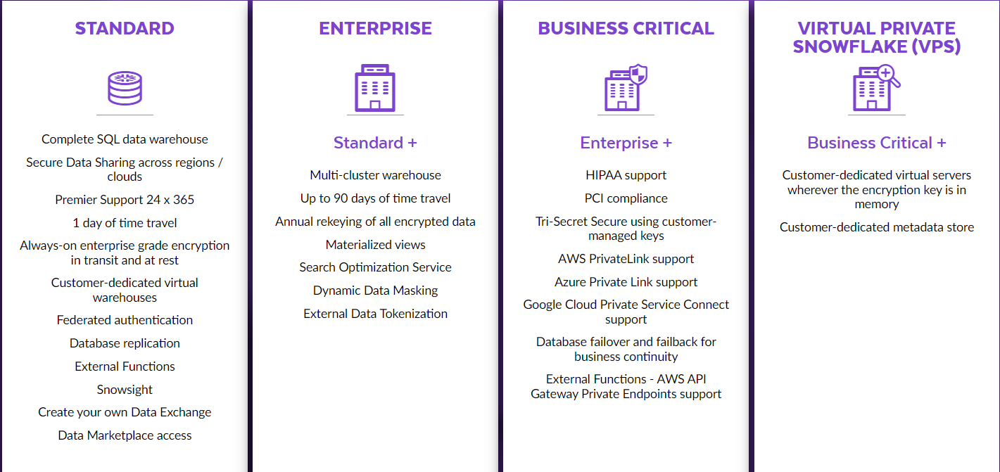 STANDARD
Complete SQL data warehouse
Secure Data Sharing across regions /
clouds
Premier Support 24 x 365
1 day of time travel
Always-on enterprise grade encryption
in transit and at rest
Customer-dedicated virtual
warehouses
Federated authentication
Database replication
External Functions
Snowsight
Create your own Data Exchange
Data Marketplace access
ENTERPRISE
Standard +
Multi-cluster warehouse
Up to 90 days of time travel
Annual rekeying of all encrypted data
Materialized views
Search Optimization Service
Dynamic Data Masking
External Data Tokenization
BUSINESS CRITICAL
Enterprise +
HIPAA support
PCI compliance
Tri-Secret Secure using customer-
managed keys
AWS PrivateLink support
Azure Private Link support
Google Cloud Private Service Connect
support
Database failover and failback for
business continuity
External Functions - AWS API
Gateway Private Endpoints support
VIRTUAL PRIVATE
SNOWFLAKE (VPS)
Business Critical +
Customer-dedicated virtual servers
wherever the encryption key is in
memory
Customer-dedicated metadata store